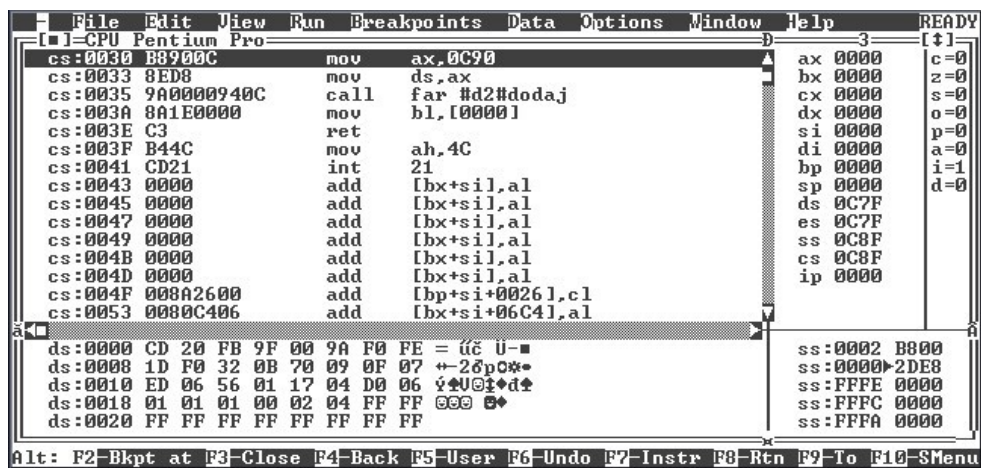 - File Edit View Run Breakpoints Data Options Window Help READY
[■]=CPU Pentium Pro 3 [↕]
cs:0030 B8900C mov ax,0C90 ax 0000 c=0
cs:0033 8ED8 mov ds,ax bx 0000 z=0
cs:0035 9A0000940C call far #d2#dodaj cx 0000 s=0
cs:003A 8A1E0000 mov bl,[0000] dx 0000 o=0
cs:003E C3 ret si 0000 p=0
cs:003F B44C mov ah,4C di 0000 a=0
cs:0041 CD21 int 21 bp 0000 i=1
cs:0043 0000 add [bx+si],al sp 0000 d=0
cs:0045 0000 add [bx+si],al ds 0C7F
cs:0047 0000 add [bx+si],al es 0C7F
cs:0049 0000 add [bx+si],al ss 0C8F
cs:004B 0000 add [bx+si],al cs 0C8F
cs:004D 0000 add [bx+si],al ip 0000
cs:004F 008A2600 add [bp+si+0026],cl
cs:0053 0080C406 add [bx+si+06C4],al
ds:0000 CD 20 FB 9F 00 9A F0 FE = űč Ü-■ ss:0002 B800
ds:0008 1D F0 32 0B 70 09 0F 07 ↔-2♂p○☼• ss:0000►2DE8
ds:0010 ED 06 56 01 17 04 D0 06 ý♠V☺↨♦đ♠ ss:FFFE 0000
ds:0018 01 01 01 00 02 04 FF FF ☺☺☺ ☻♦ ss:FFFC 0000
ds:0020 FF FF FF FF FF FF FF FF ss:FFFA 0000
Alt: F2-Bkpt at F3-Close F4-Back F5-User F6-Undo F7-Instr F8-Rtn F9-To F10-SMenu